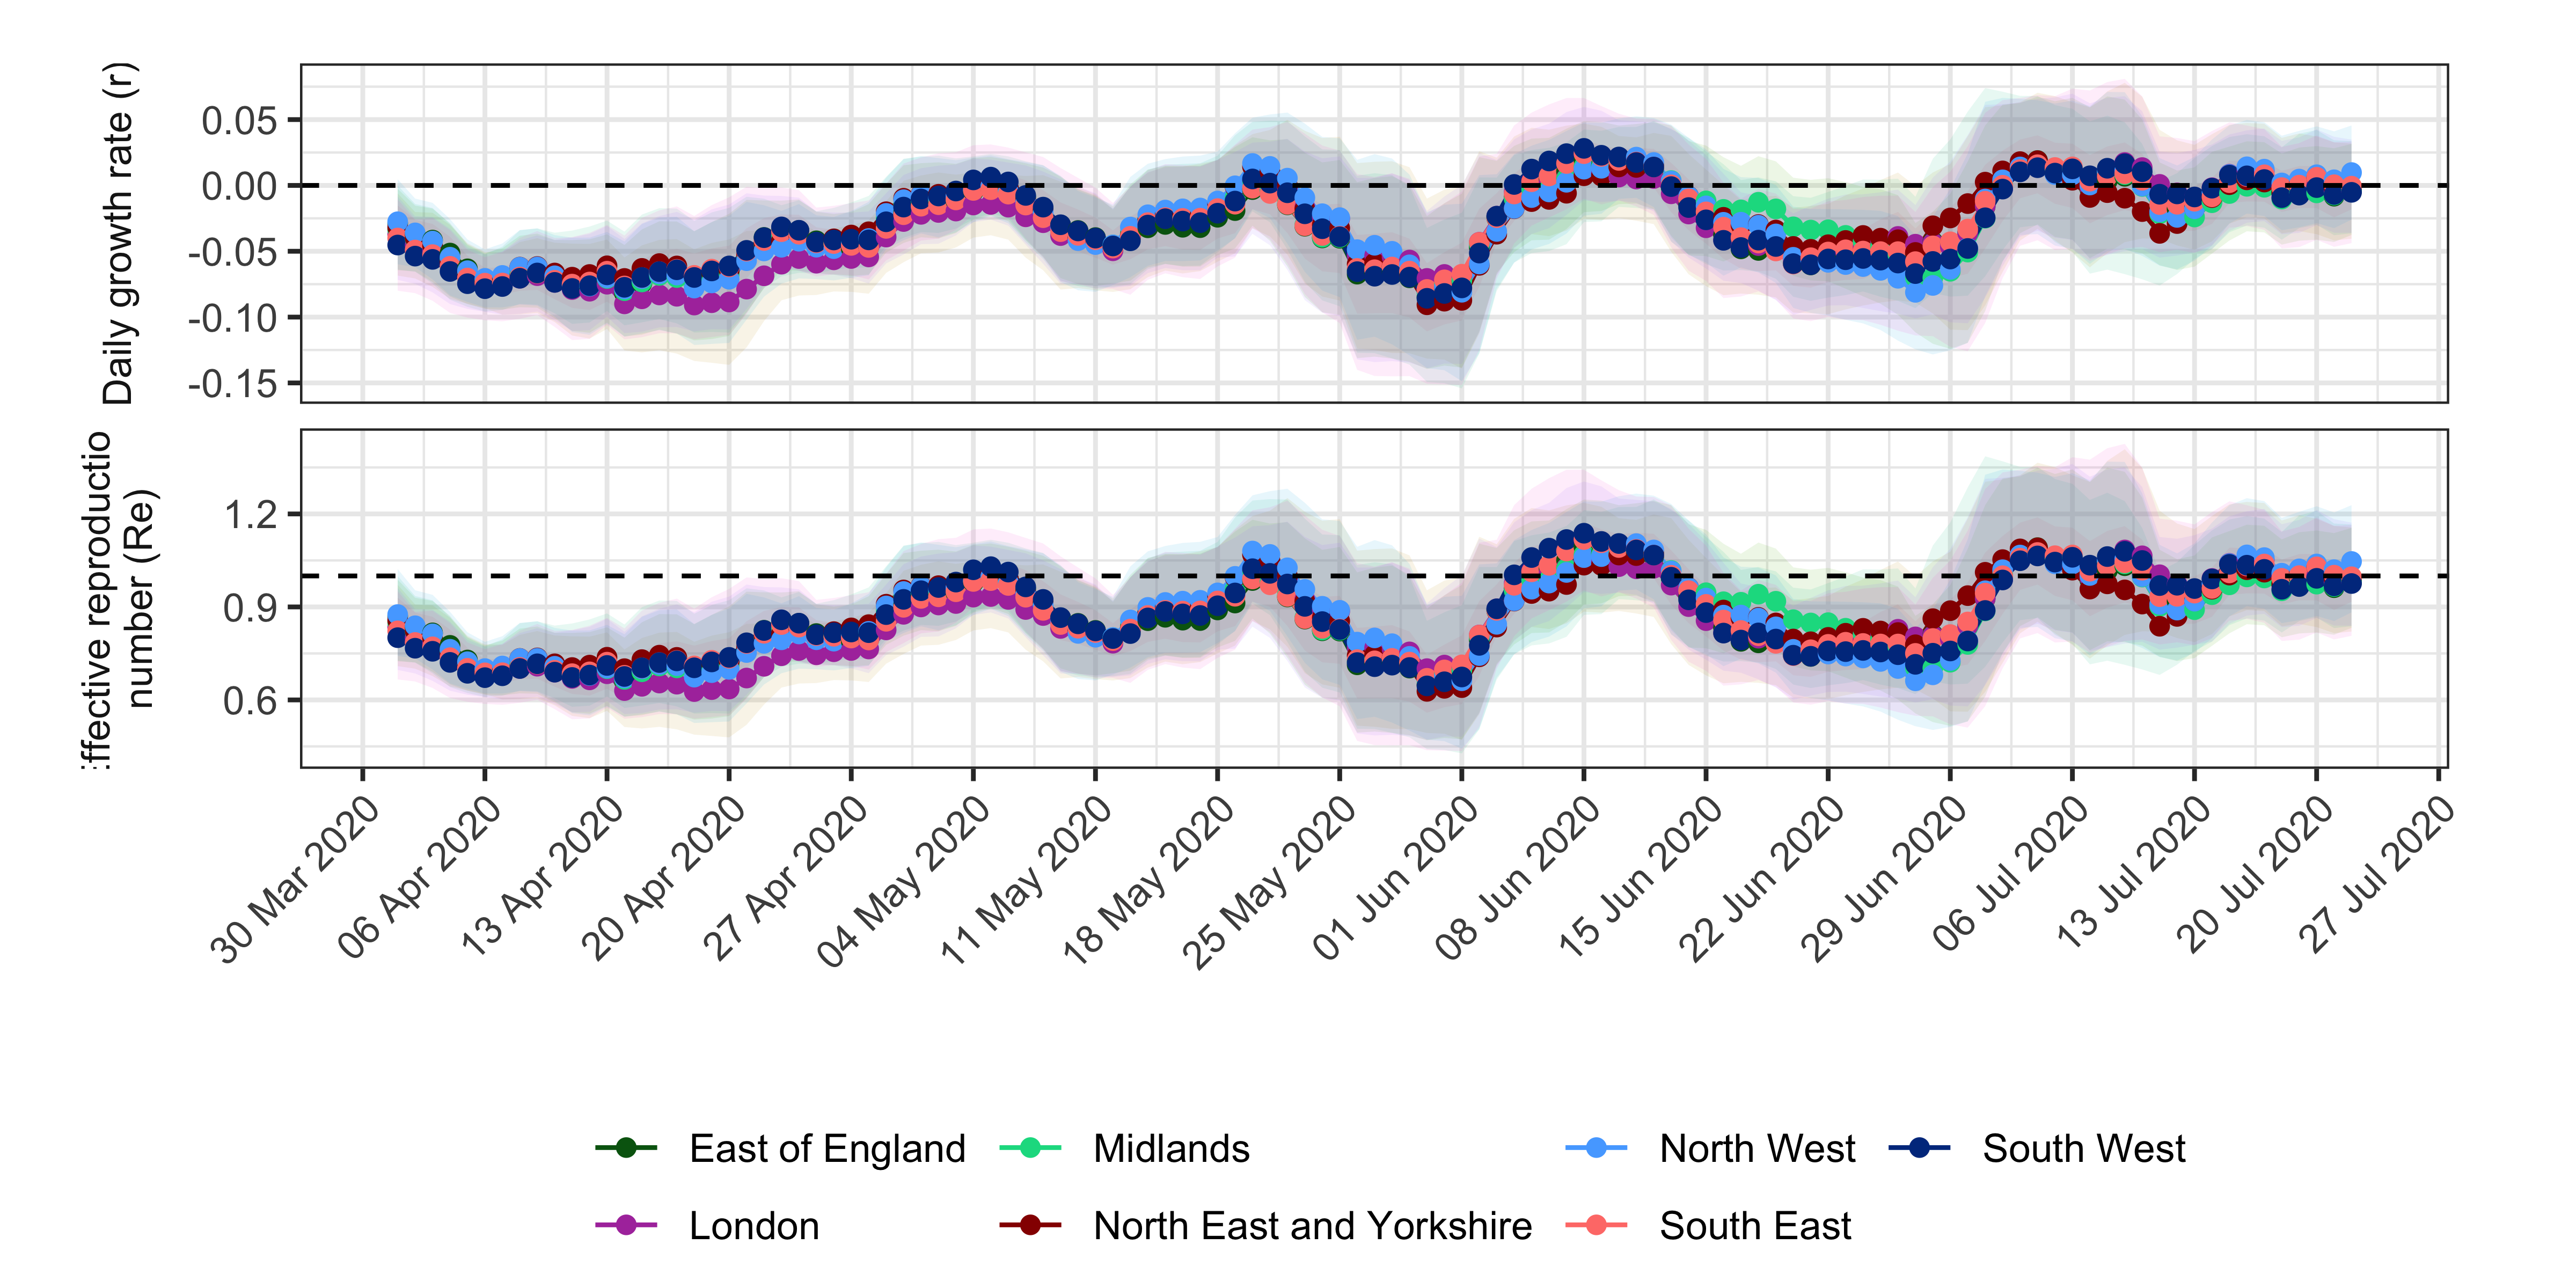 Daily growth rate (r)
0.05
0.00
-0.05
-0.10
-0.15
ffective reproductio
number (Re)
1.2
0.9
0.6
30 Mar 2020
06 Apr 2020
13 Apr 2020
20 Apr 2020
27 Apr 2020
04 May 2020
11 May 2020
18 May 2020
25 May 2020
01 Jun 2020
08 Jun 2020
15 Jun 2020
22 Jun 2020
29 Jun 2020
06 Jul 2020
13 Jul 2020
20 Jul 2020
27 Jul 2020
East of England
Midlands
North West
South West
London
North East and Yorkshire
South East